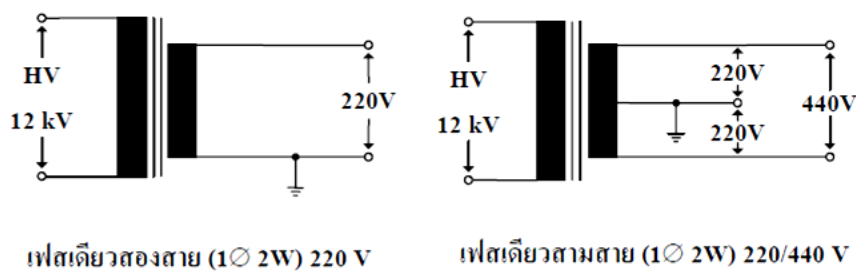 HV
12 kV
220V
HV
12 kV
220V
220V
440V
เฟสเดียวสองสาย (1∅ 2W) 220 V
เฟสเดียวสามสาย (1∅ 2W) 220/440 V